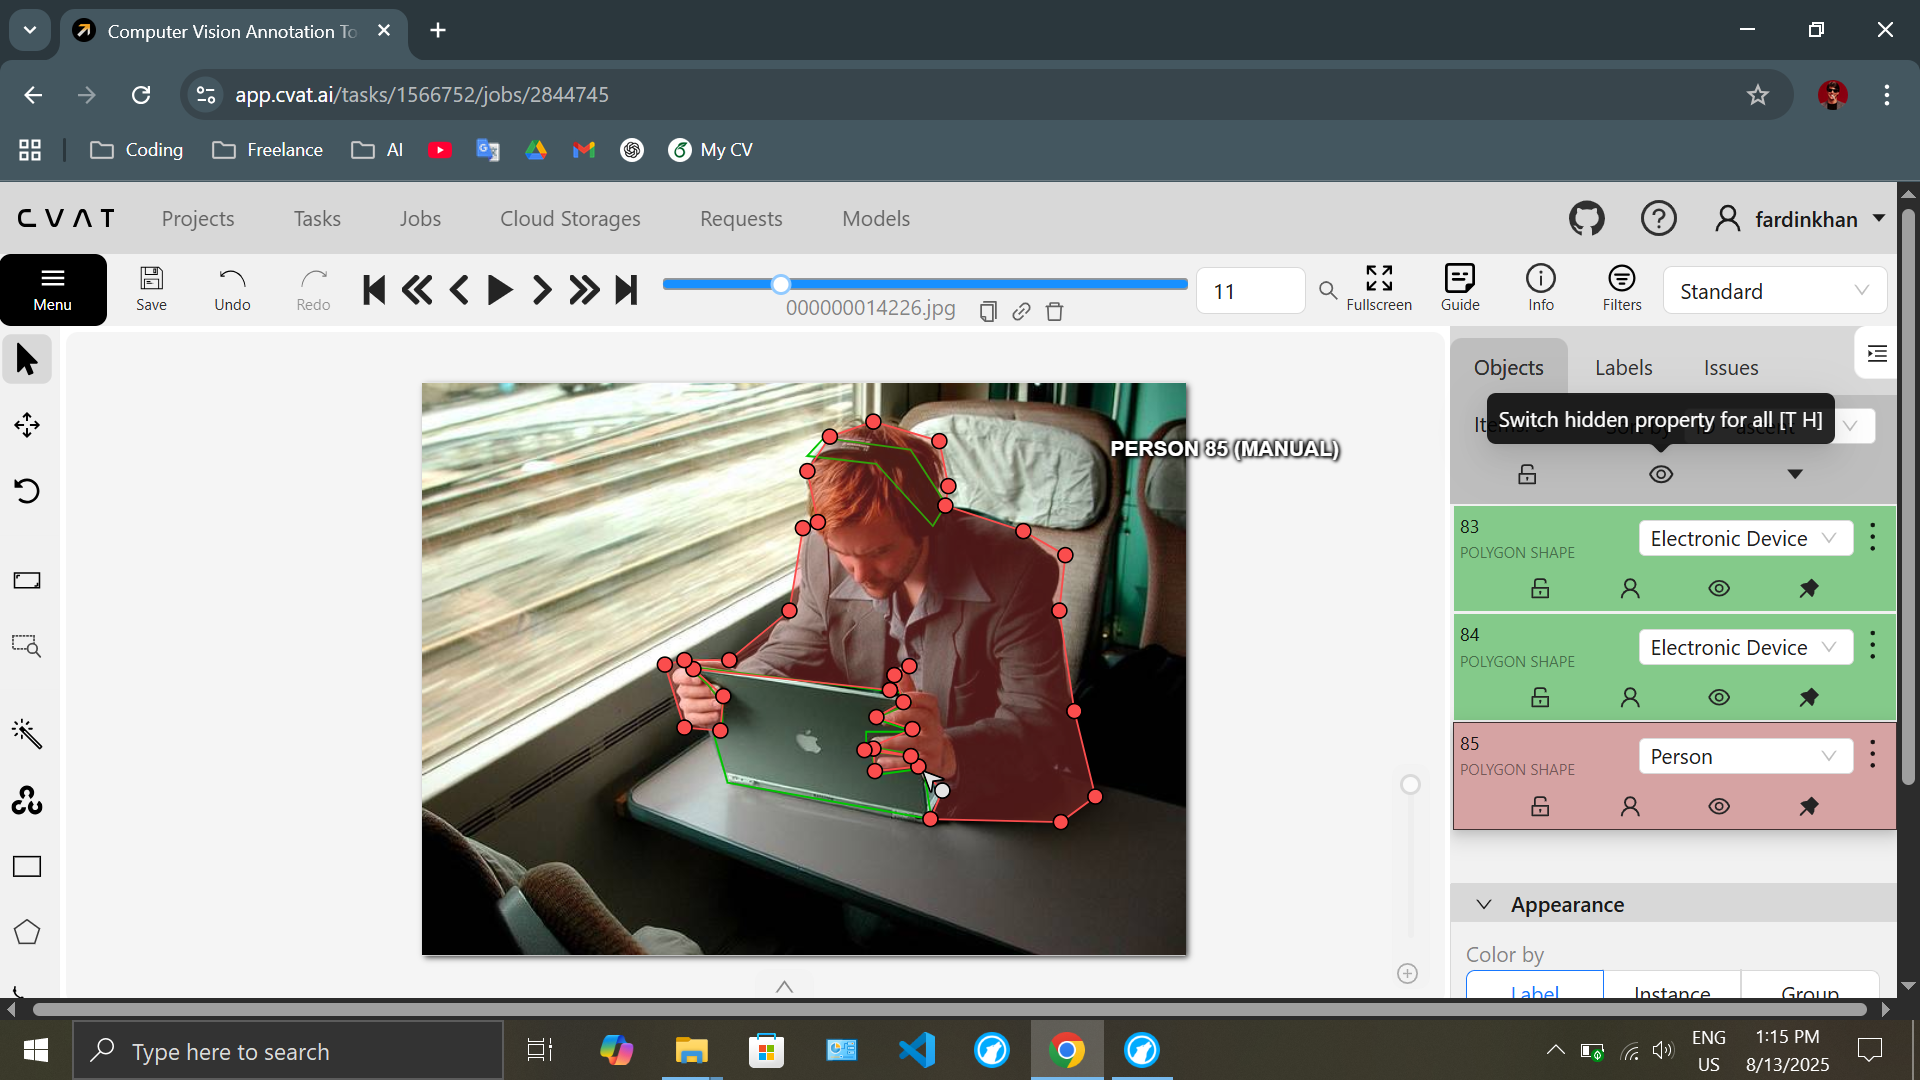 Computer Vision Annotation To
app.cvat.ai/tasks/1566752/jobs/2844745
Coding
Freelance
AI
My CV
CVAT
Projects
Tasks
Jobs
Cloud Storages
Requests
Models
fardinkhan
Menu
Save
Undo
Redo
000000014226.jpg
11
Fullscreen
Guide
Info
Filters
Standard
Objects
Labels
Issues
Switch hidden property for all [T H]
PERSON 85 (MANUAL)
83
POLYGON SHAPE
Electronic Device
84
POLYGON SHAPE
Electronic Device
85
POLYGON SHAPE
Person
Appearance
Color by
Label
Instance
Group
Type here to search
ENG
US
1:15 PM
8/13/2025